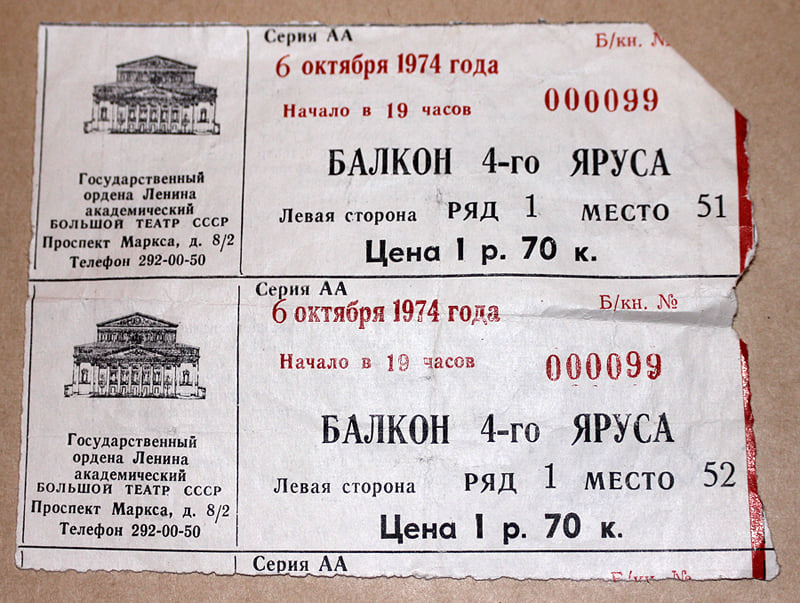 Серия АА
Б/кн. №
6 октября 1974 года
Начало в 19 часов 000099
БАЛКОН 4-го ЯРУСА
Левая сторона РЯД 1 МЕСТО 51
Цена 1 р. 70 к.
Государственный
ордена Ленина
академический
БОЛЬШОЙ ТЕАТР СССР
Проспект Маркса, д. 8/2
Телефон 292-00-50
Серия АА
Б/кн. №
6 октября 1974 года
Начало в 19 часов 000099
БАЛКОН 4-го ЯРУСА
Левая сторона РЯД 1 МЕСТО 52
Цена 1 р. 70 к.
Государственный
ордена Ленина
академический
БОЛЬШОЙ ТЕАТР СССР
Проспект Маркса, д. 8/2
Телефон 292-00-50
Серия АА
Б/кн. №